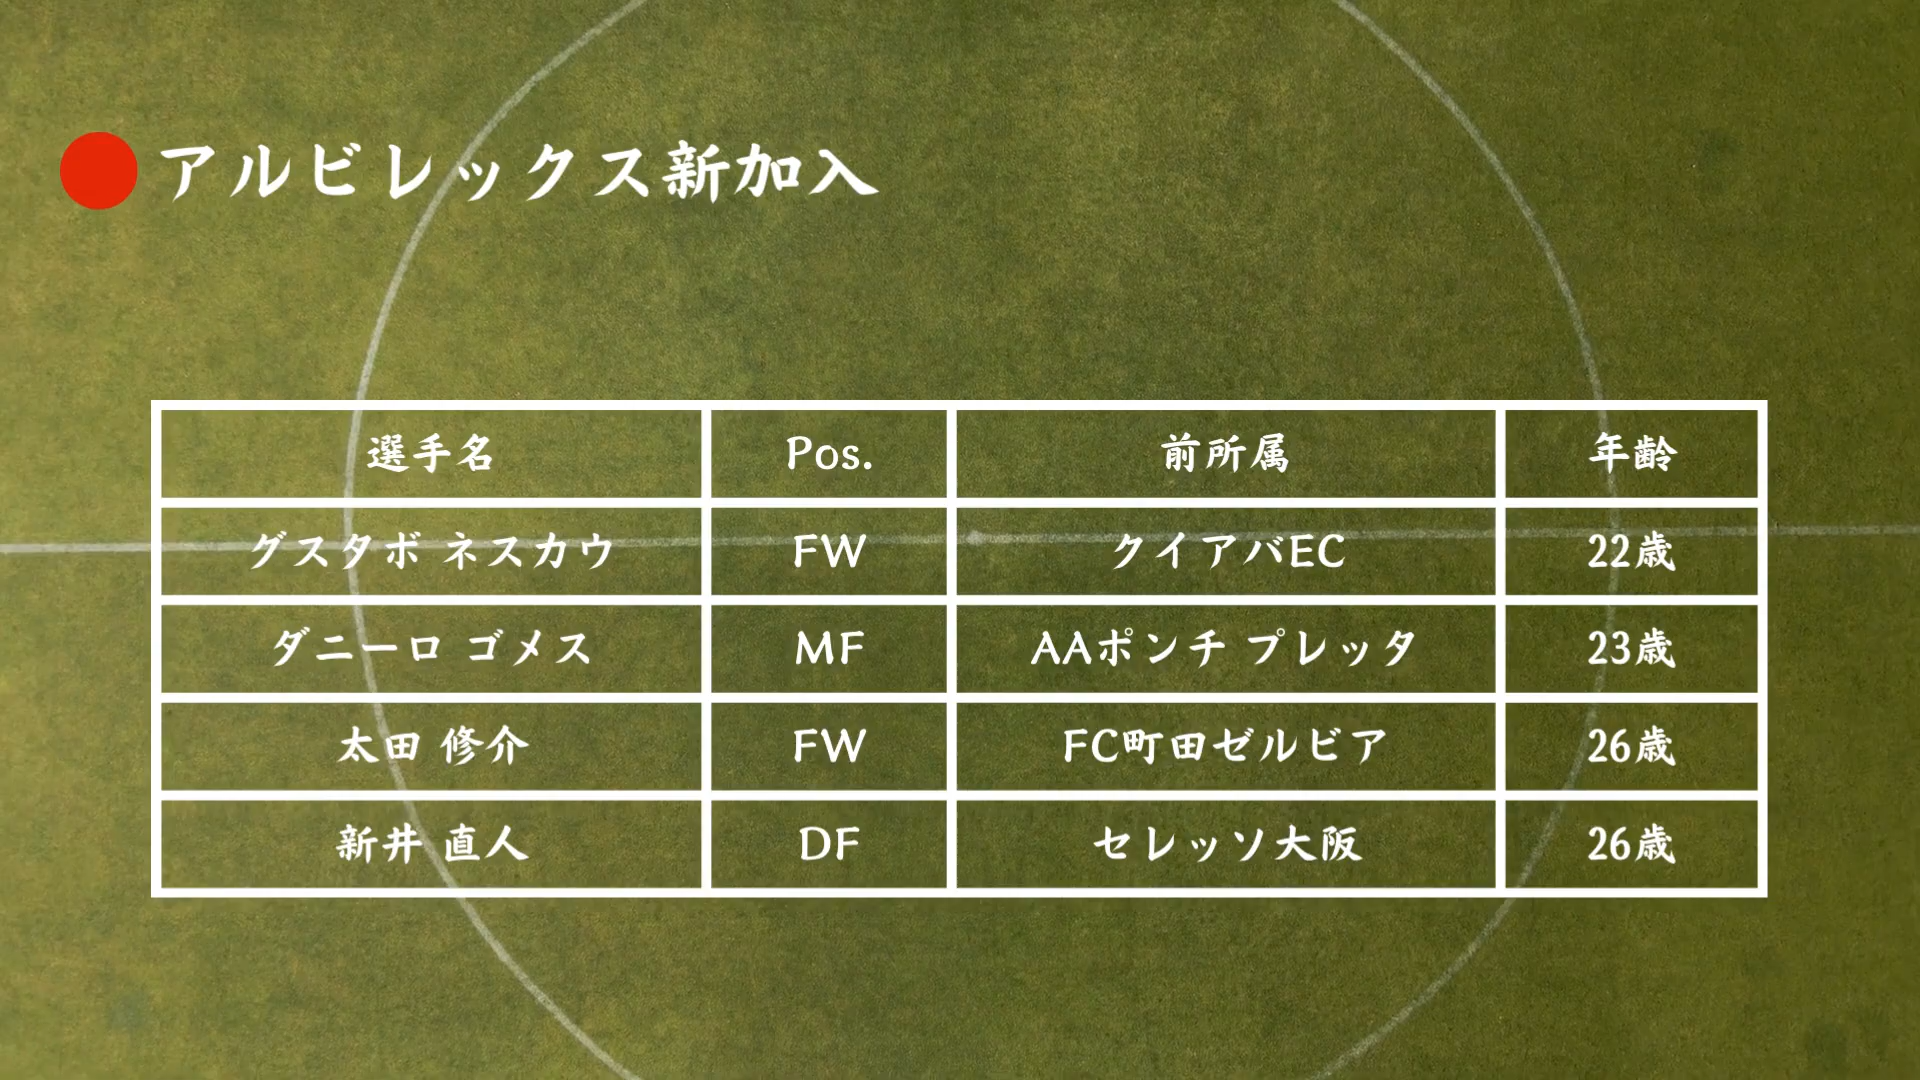 アルビレックス新加入
選手名 Pos. 前所属 年齢
グスタボ ネスカウ FW クイアバEC 22歳
ダニーロ ゴメス MF AAポンチ プレッタ 23歳
太田 修介 FW FC町田ゼルビア 26歳
新井 直人 DF セレッソ大阪 26歳